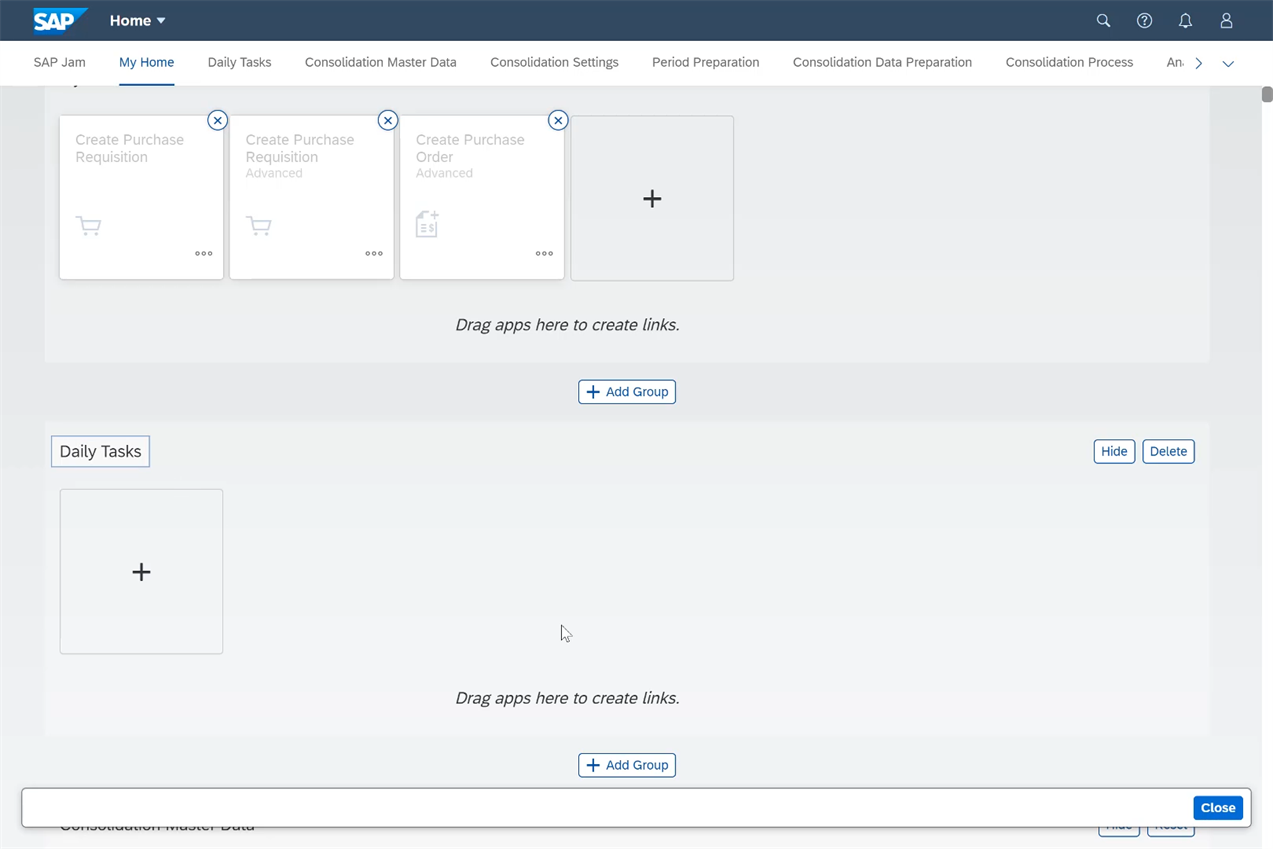 SAP Home
SAP Jam My Home Daily Tasks Consolidation Master Data Consolidation Settings Period Preparation Consolidation Data Preparation Consolidation Process An
Create Purchase
Requisition
Create Purchase
Requisition
Advanced
Create Purchase
Order
Advanced
Drag apps here to create links.
Add Group
Daily Tasks
Hide Delete
Drag apps here to create links.
Add Group
Close
Consolidation Master Data
Hide Reset